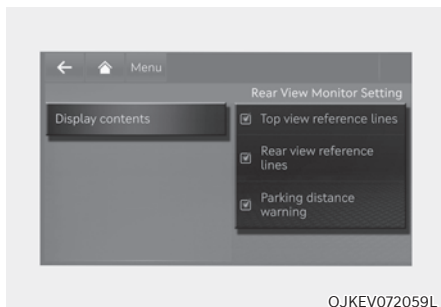 Menu
Rear View Monitor Setting
Display contents
Top view reference lines
Rear view reference
lines
Parking distance
warning
OJKEV072059L